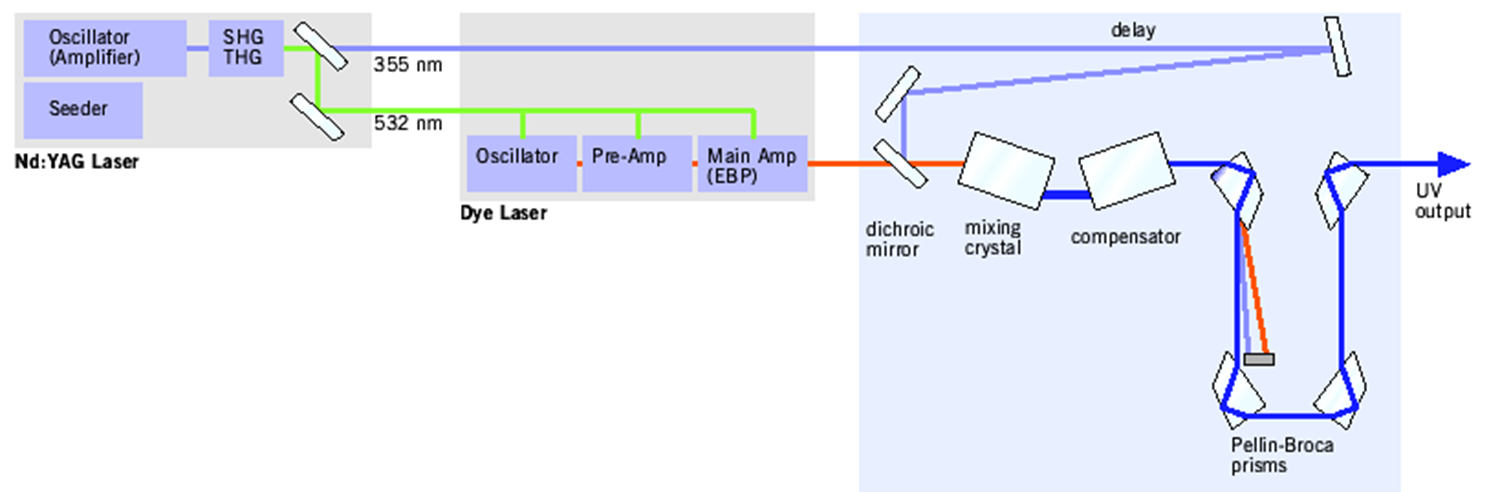 Oscillator
(Amplifier)
SHG
THG
Seeder
Nd:YAG Laser
355 nm
532 nm
Oscillator
Pre-Amp
Main Amp
(EBP)
Dye Laser
delay
dichroic
mirror
mixing
crystal
compensator
UV
output
Pellin-Broca
prisms